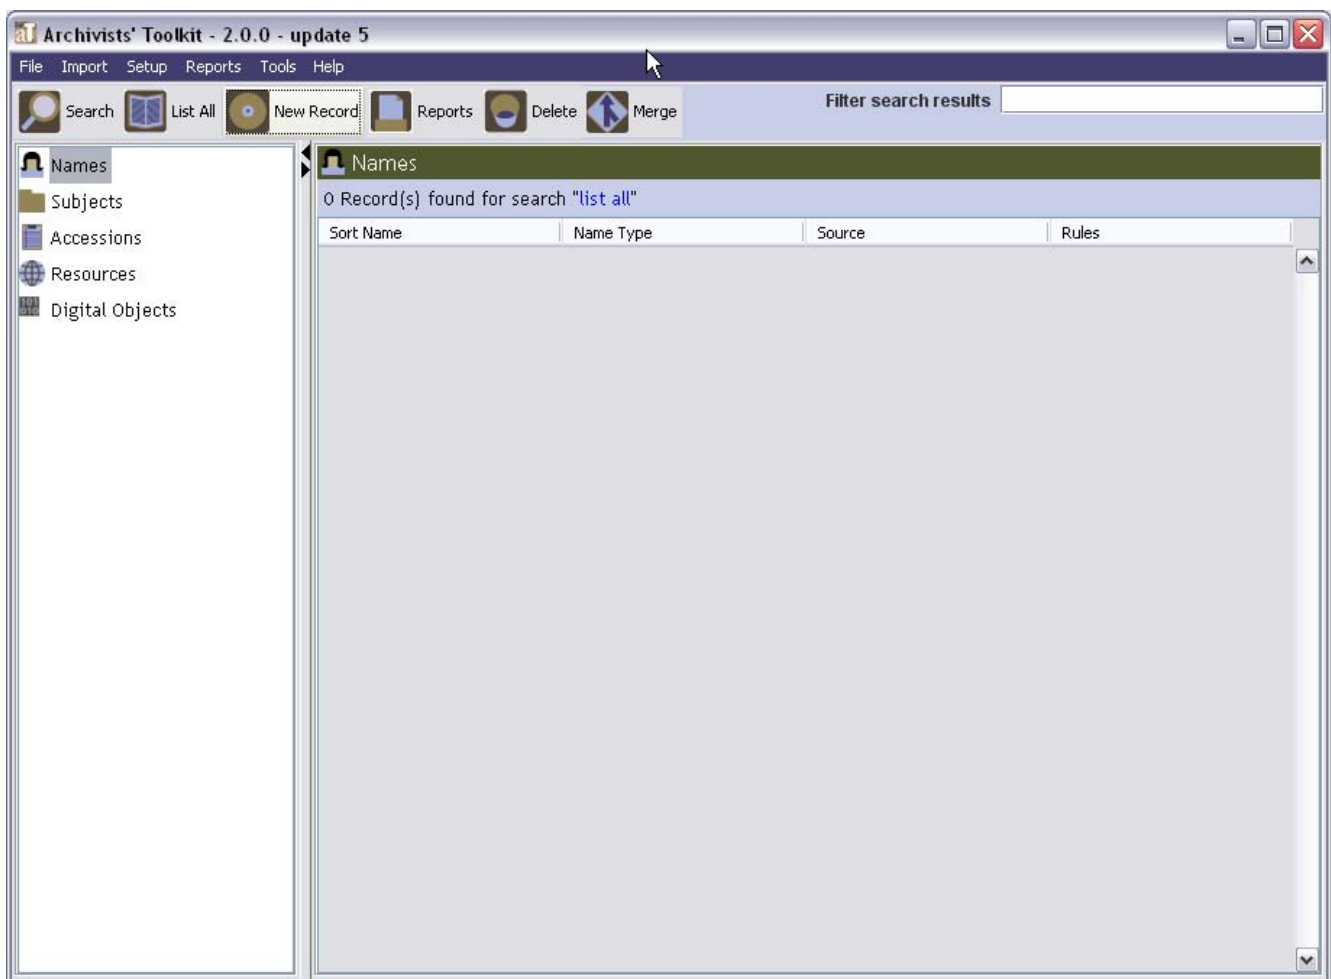 Archivists' Toolkit - 2.0.0 - update 5
File Import Setup Reports Tools Help
Search List All New Record Reports Delete Merge Filter search results
Names
Subjects
Accessions
Resources
Digital Objects
Names
0 Record(s) found for search "list all"
Sort Name Name Type Source Rules